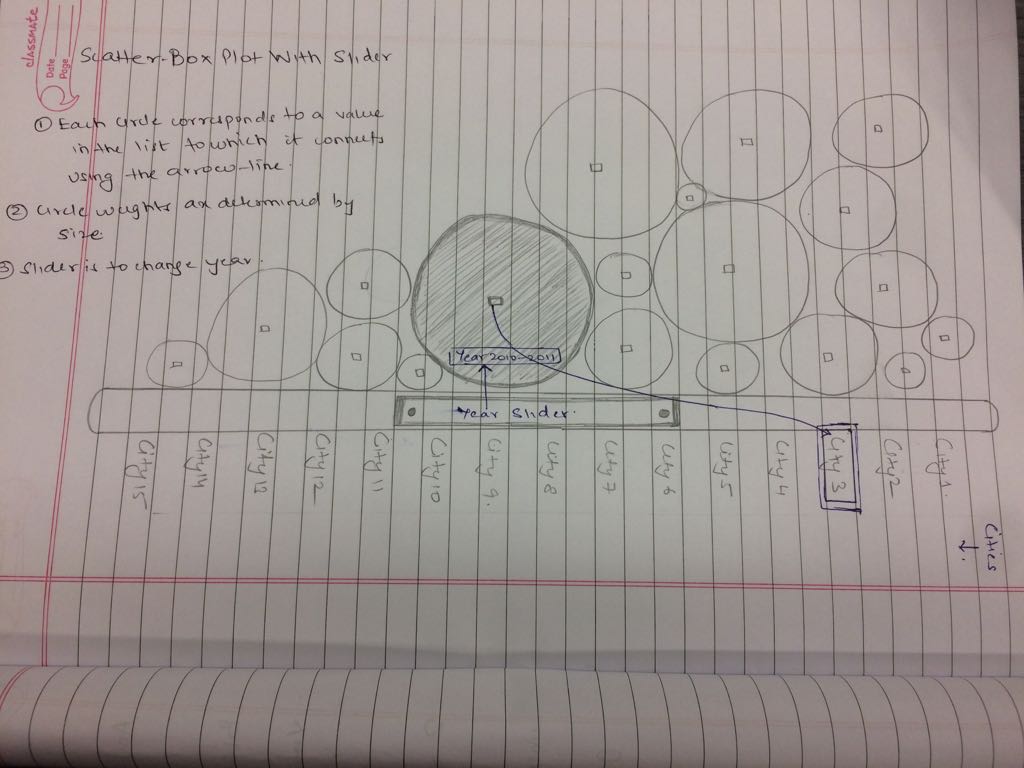 classmate
Date
Page
Scatter-Box Plot With Slider
① Each circle corresponds to a value
in the list to which it connects
using the arrow-line.
② Circle weights are determined by
size.
③ Slider is to change year.
Year 2010-2011
Year Slider.
City 15
City 14
City 13
City 12
City 11
City 10
City 9.
City 8
City 7
City 6
City 5
City 4
City 3
City 2
City 1.
Cities